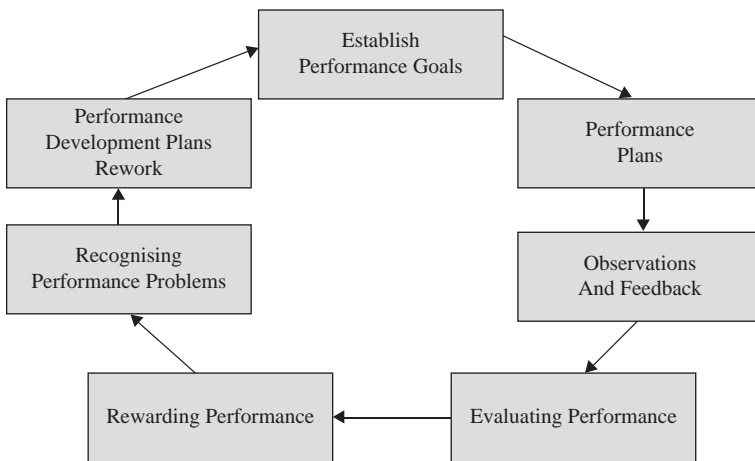 Establish
Performance Goals
Performance
Plans
Observations
And Feedback
Evaluating Performance
Rewarding Performance
Recognising
Performance Problems
Performance
Development Plans
Rework